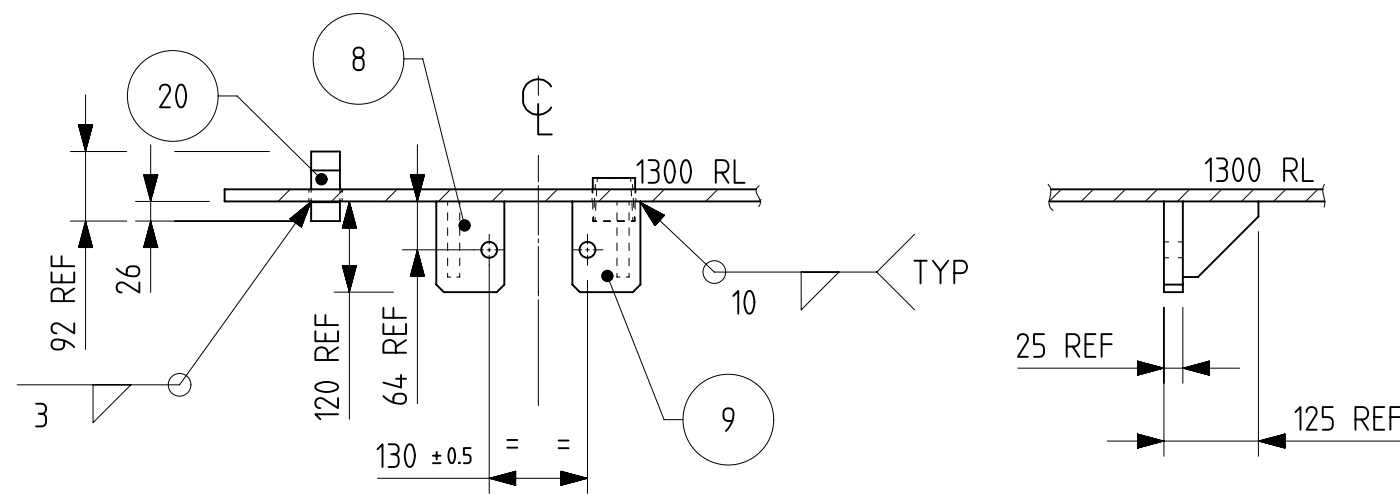 8
20
℄
1300 RL
1300 RL
92 REF
26
120 REF
64 REF
TYP
10
3
9
130 ±0.5
= =
25 REF
125 REF